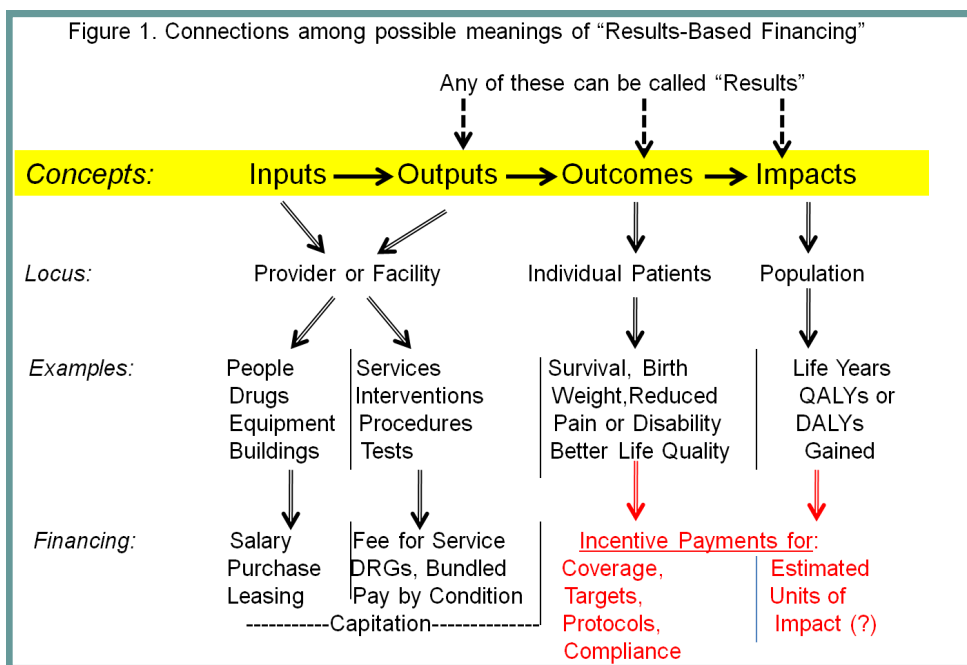 Figure 1. Connections among possible meanings of “Results-Based Financing”
Any of these can be called “Results”
Concepts: Inputs Outputs Outcomes Impacts
Locus: Provider or Facility Individual Patients Population
Examples: People Services Survival, Birth Life Years
Drugs Interventions Weight,Reduced QALYs or
Equipment Procedures Pain or Disability DALYs
Buildings Tests Better Life Quality Gained
Financing: Salary Fee for Service Incentive Payments for:
Purchase DRGs, Bundled Coverage, Estimated
Leasing Pay by Condition Targets, Units of
-----------Capitation-------------- Protocols, Impact (?)
Compliance